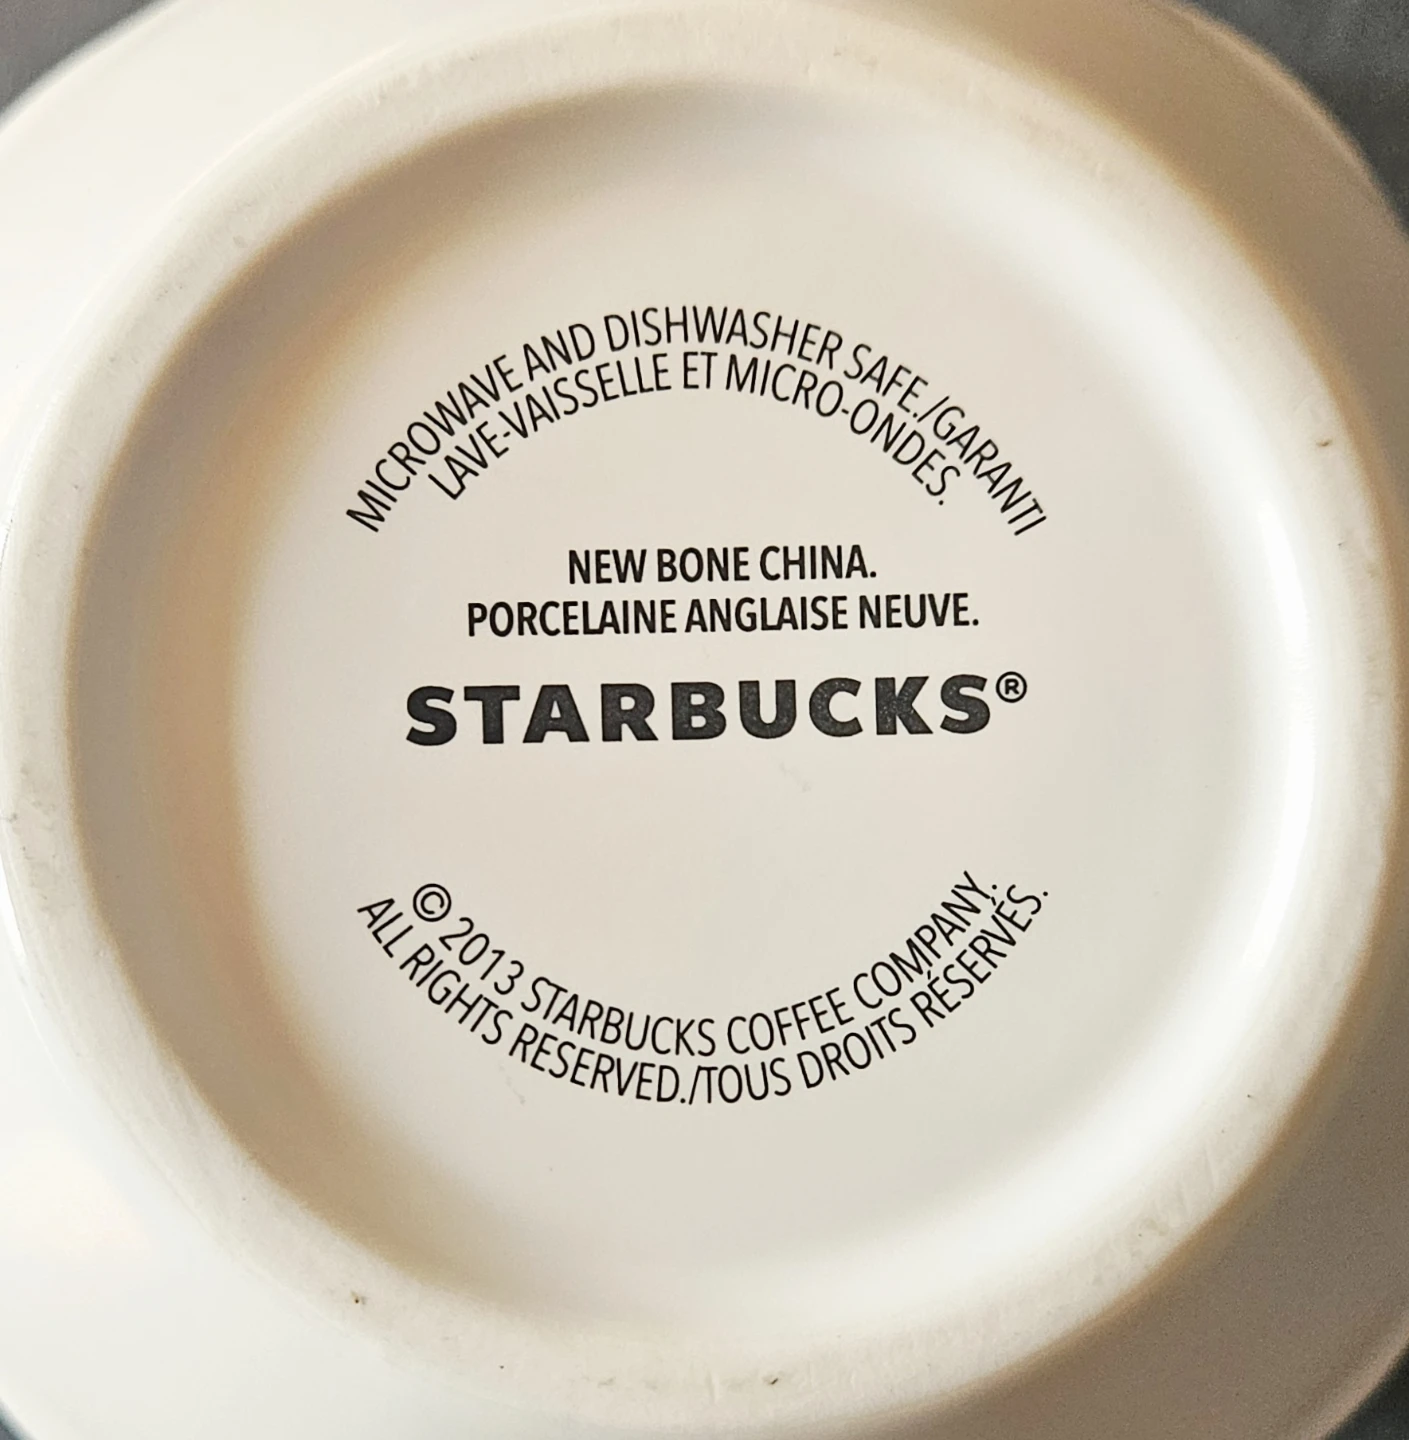 MICROWAVE AND DISHWASHER SAFE./GARANTI
LAVE-VAISSELLE ET MICRO-ONDES.
NEW BONE CHINA.
PORCELAINE ANGLAISE NEUVE.
STARBUCKS®
© 2013 STARBUCKS COFFEE COMPANY.
ALL RIGHTS RESERVED./TOUS DROITS RÉSERVÉS.